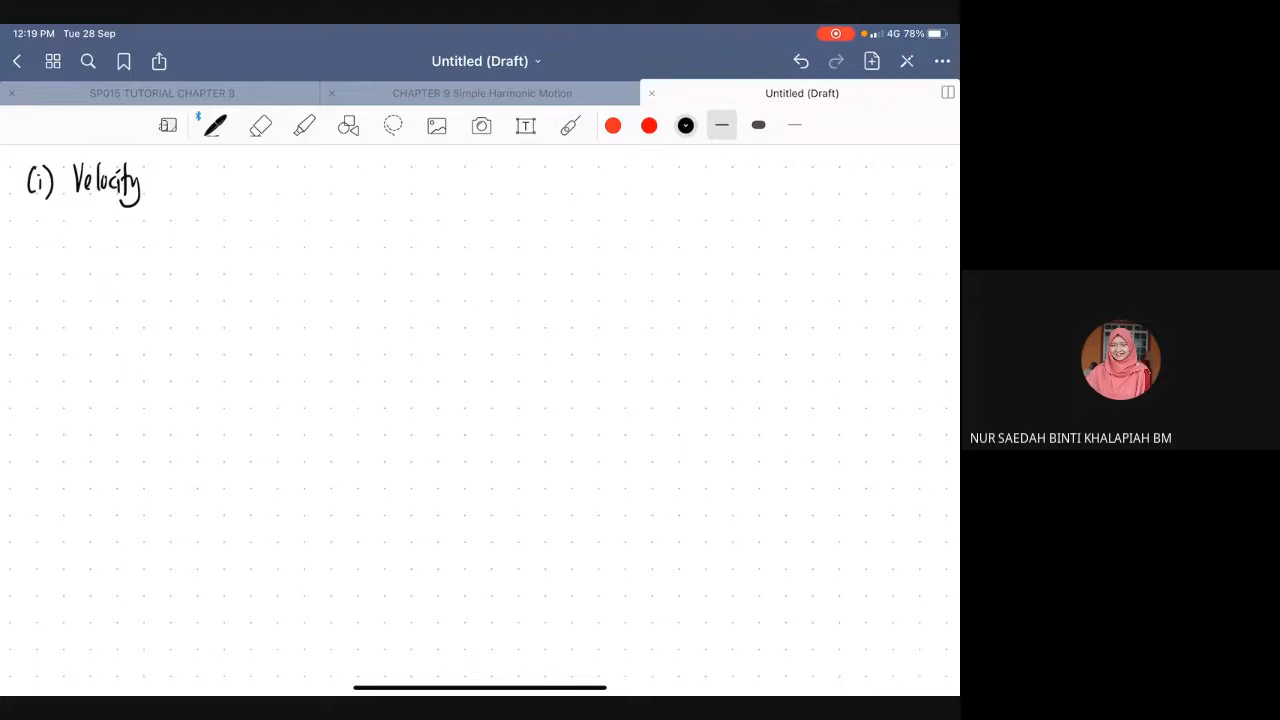 12:19 PM Tue 28 Sep
4G 78%
Untitled (Draft)
SP015 TUTORIAL CHAPTER 8
CHAPTER 9 Simple Harmonic Motion
Untitled (Draft)
T
(i) Velocity
NUR SAEDAH BINTI KHALAPIAH BM